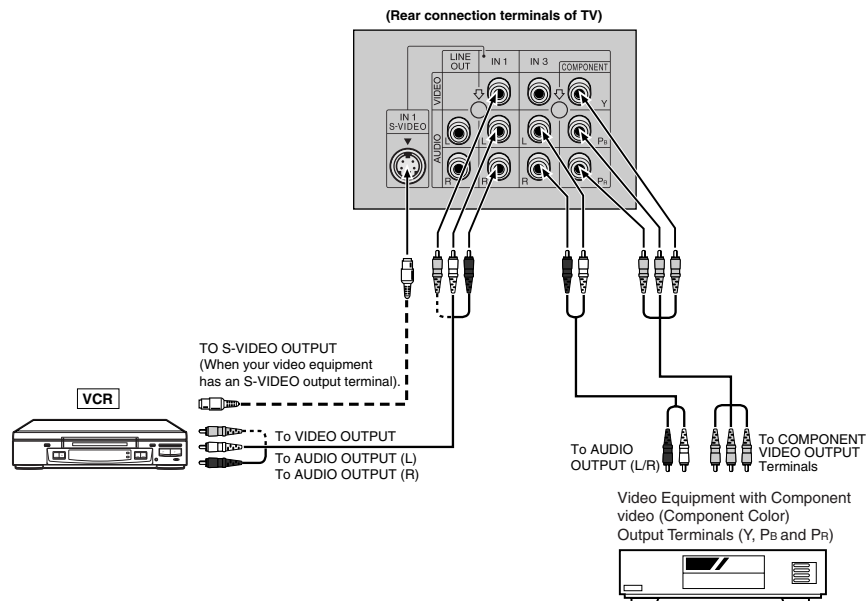 (Rear connection terminals of TV)
LINE
OUT
IN 1
IN 3
COMPONENT
VIDEO
Y
IN 1
S-VIDEO
AUDIO
L
L
L
PB
R
R
R
PR
TO S-VIDEO OUTPUT
(When your video equipment
has an S-VIDEO output terminal).
VCR
To VIDEO OUTPUT
To AUDIO OUTPUT (L)
To AUDIO OUTPUT (R)
To AUDIO
OUTPUT (L/R)
To COMPONENT
VIDEO OUTPUT
Terminals
Video Equipment with Component
video (Component Color)
Output Terminals (Y, PB and PR)